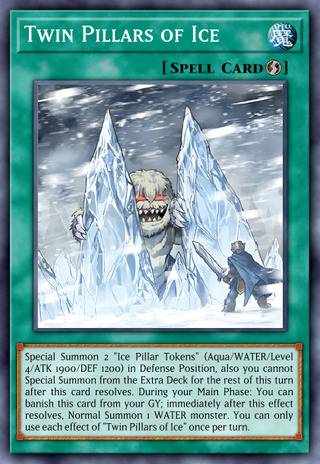 Twin Pillars of Ice
魔
[Spell Card]
Special Summon 2 "Ice Pillar Tokens" (Aqua/WATER/Level
4/ATK 1900/DEF 1200) in Defense Position, also you cannot
Special Summon from the Extra Deck for the rest of this turn
after this card resolves. During your Main Phase: You can
banish this card from your GY; immediately after this effect
resolves, Normal Summon 1 WATER monster. You can only
use each effect of "Twin Pillars of Ice" once per turn.